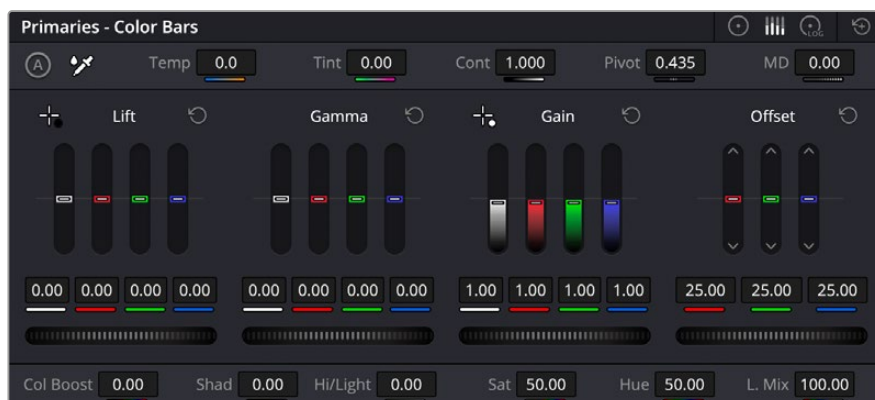 Primaries - Color Bars
LOG
A Temp 0.0 Tint 0.00 Cont 1.000 Pivot 0.435 MD 0.00
Lift Gamma Gain Offset
0.00 0.00 0.00 0.00 0.00 0.00 0.00 0.00 1.00 1.00 1.00 1.00 25.00 25.00 25.00
Col Boost 0.00 Shad 0.00 Hi/Light 0.00 Sat 50.00 Hue 50.00 L. Mix 100.00